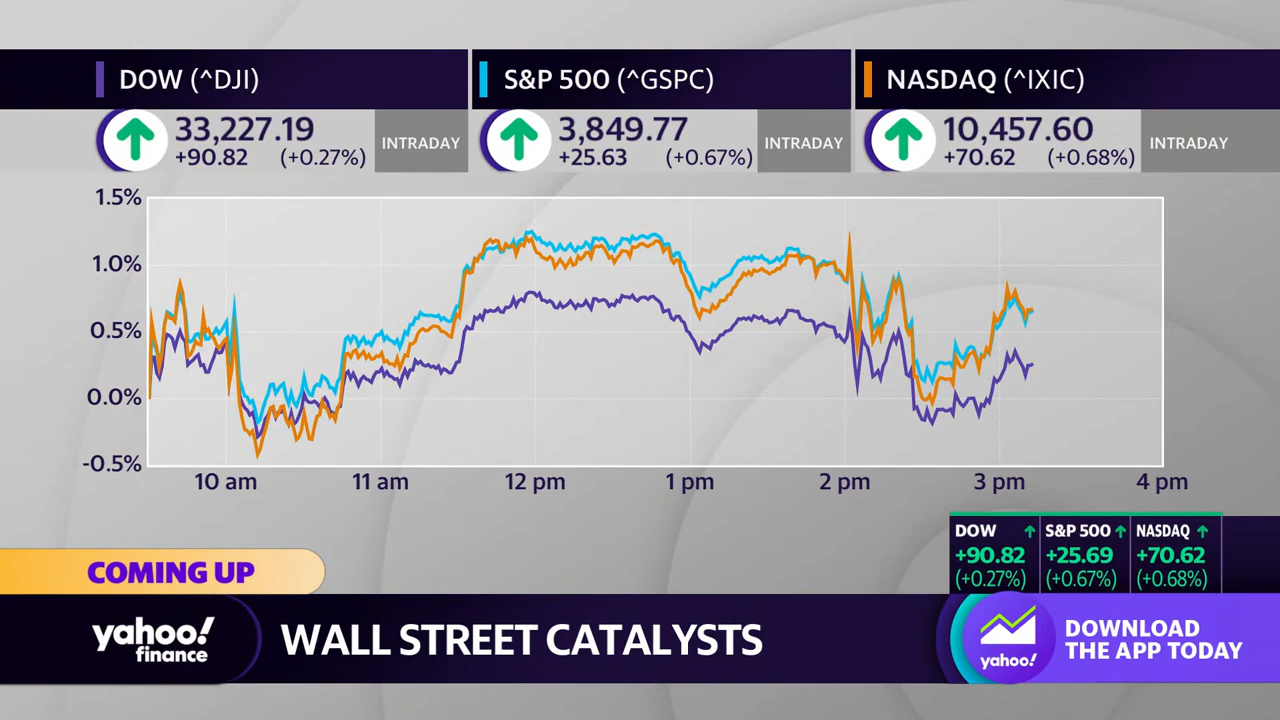 DOW (^DJI)
33,227.19
+90.82 (+0.27%)
INTRADAY
S&P 500 (^GSPC)
3,849.77
+25.63 (+0.67%)
INTRADAY
NASDAQ (^IXIC)
10,457.60
+70.62 (+0.68%)
INTRADAY
1.5%
1.0%
0.5%
0.0%
-0.5%
10 am 11 am 12 pm 1 pm 2 pm 3 pm 4 pm
DOW
+90.82
(+0.27%)
S&P 500
+25.69
(+0.67%)
NASDAQ
+70.62
(+0.68%)
COMING UP
yahoo!
finance
WALL STREET CATALYSTS
yahoo!
DOWNLOAD
THE APP TODAY